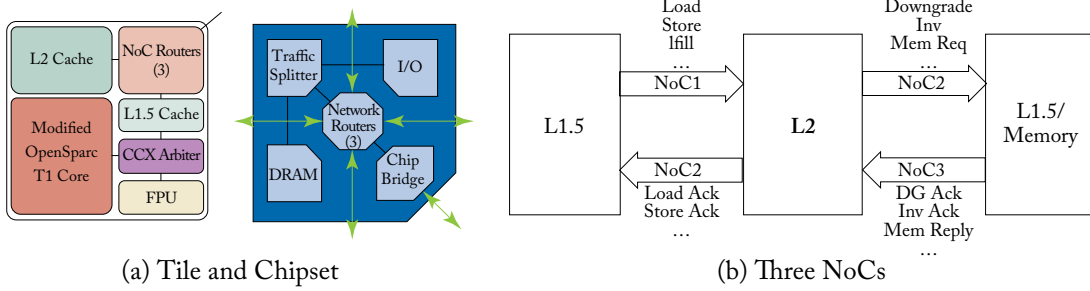 L2 Cache
NoC Routers
(3)
L1.5 Cache
Modified
OpenSparc
T1 Core
CCX Arbiter
FPU
Traffic
Splitter
I/O
Network
Routers
(3)
DRAM
Chip
Bridge
(a) Tile and Chipset
L1.5
Load
Store
lfill
...
NoC1
NoC2
Load Ack
Store Ack
...
L2
Downgrade
Inv
Mem Req
...
NoC2
NoC3
DG Ack
Inv Ack
Mem Reply
...
L1.5/
Memory
(b) Three NoCs